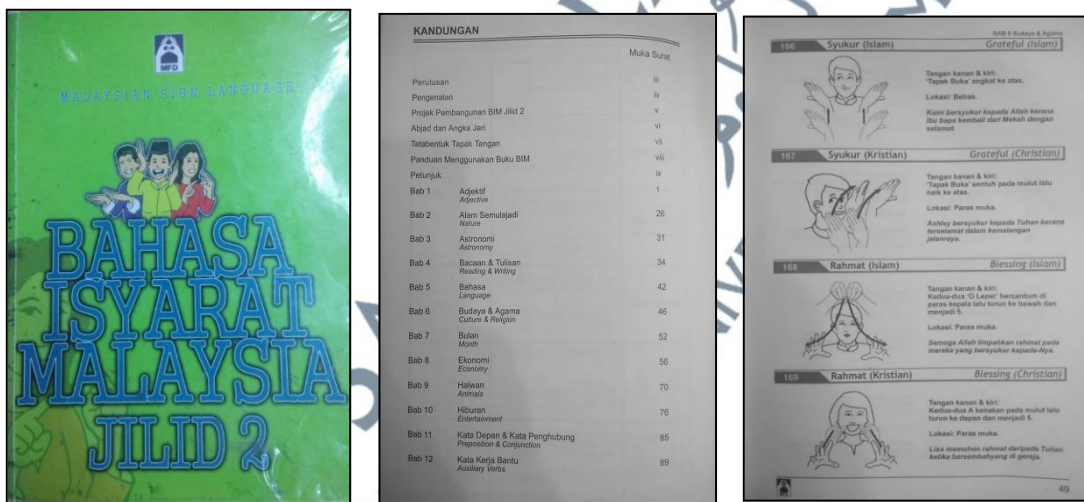 MFD
MALAYSIAN SIGN LANGUAGE
BAHASA
ISYARAT
MALAYSIA
JILID 2
KANDUNGAN
Muka Surat
Perutusan iii
Pengenalan iv
Projek Pembangunan BIM Jilid 2 v
Abjad dan Angka Jari vi
Tatabentuk Tapak Tangan vii
Panduan Menggunakan Buku BIM viii
Petunjuk ix
Bab 1 Adjektif 1
Adjective
Bab 2 Alam Semulajadi 26
Nature
Bab 3 Astronomi 31
Astronomy
Bab 4 Bacaan & Tulisan 34
Reading & Writing
Bab 5 Bahasa 42
Language
Bab 6 Budaya & Agama 46
Culture & Religion
Bab 7 Bulan 52
Month
Bab 8 Ekonomi 56
Economy
Bab 9 Haiwan 70
Animals
Bab 10 Hiburan 76
Entertainment
Bab 11 Kata Depan & Kata Penghubung 85
Preposition & Conjunction
Bab 12 Kata Kerja Bantu 89
Auxiliary Verbs
BAB 6 Budaya & Agama
166 Syukur (Islam) Grateful (Islam)
Tangan kanan & kiri:
'Tapak Buka' angkat ke atas.
Lokasi: Bebas.
Kami bersyukur kepada Allah kerana
ibu bapa kembali dari Mekah dengan
selamat.
167 Syukur (Kristian) Grateful (Christian)
Tangan kanan & kiri:
'Tapak Buka' sentuh pada mulut lalu
naik ke atas.
Lokasi: Paras muka.
Ashley bersyukur kepada Tuhan kerana
terselamat dalam kemalangan
jalanraya.
168 Rahmat (Islam) Blessing (Islam)
Tangan kanan & kiri:
Kedua-dua 'O Leper' bercantum di
paras kepala lalu turun ke bawah dan
menjadi 5.
Lokasi: Paras muka.
Semoga Allah limpahkan rahmat pada
mereka yang bersyukur kepada-Nya.
169 Rahmat (Kristian) Blessing (Christian)
Tangan kanan & kiri:
Kedua-dua A kenakan pada mulut lalu
turun ke depan dan menjadi 5.
Lokasi: Paras muka.
Lisa memohon rahmat daripada Tuhan
ketika bersembahyang di gereja.
49